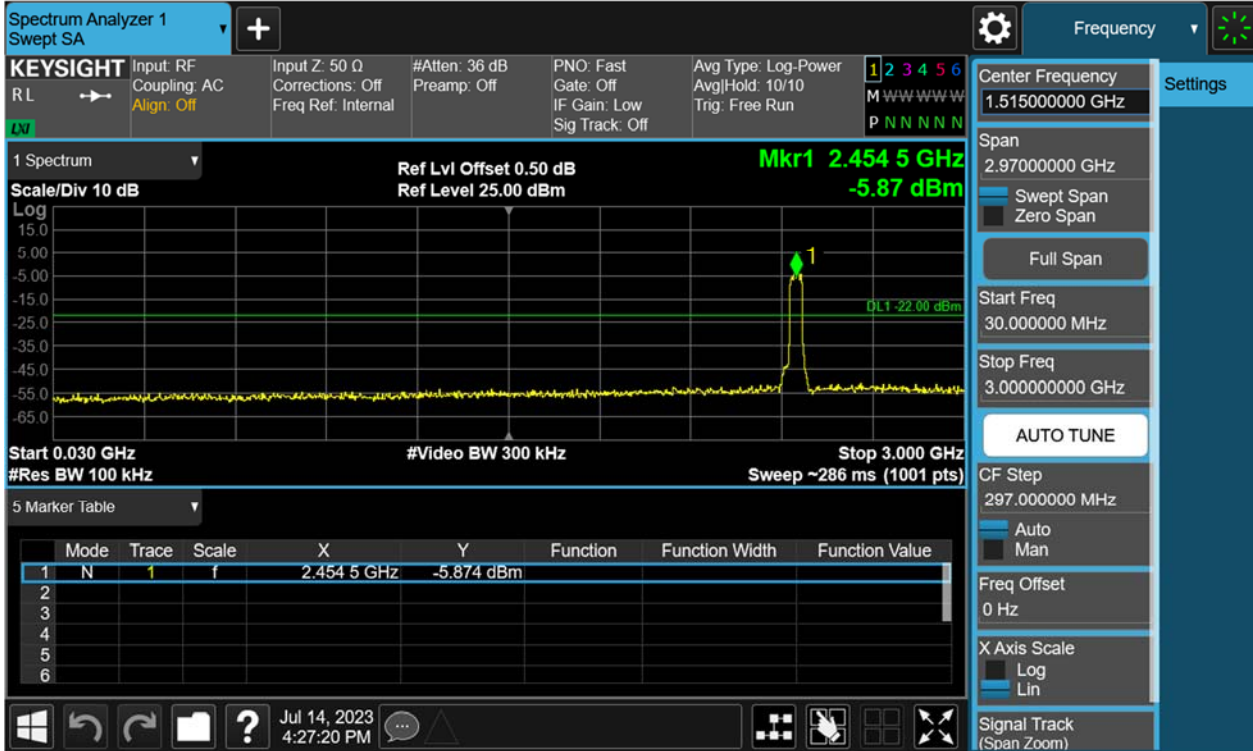 Spectrum Analyzer 1
Swept SA
+
Frequency
KEYSIGHT
RL
LXI
Input: RF
Coupling: AC
Align: Off
Input Z: 50 Ω
Corrections: Off
Freq Ref: Internal
#Atten: 36 dB
Preamp: Off
PNO: Fast
Gate: Off
IF Gain: Low
Sig Track: Off
Avg Type: Log-Power
Avg|Hold: 10/10
Trig: Free Run
1 2 3 4 5 6
M W W W W W
P N N N N N
1 Spectrum
Scale/Div 10 dB
Ref Lvl Offset 0.50 dB
Ref Level 25.00 dBm
Mkr1 2.454 5 GHz
-5.87 dBm
Log
15.0
5.00
-5.00
-15.0
-25.0
-35.0
-45.0
-55.0
-65.0
1
DL1 -22.00 dBm
Start 0.030 GHz
#Video BW 300 kHz
Stop 3.000 GHz
#Res BW 100 kHz
Sweep ~286 ms (1001 pts)
5 Marker Table
Mode Trace Scale X Y Function Function Width Function Value
1 N 1 f 2.454 5 GHz -5.874 dBm
2
3
4
5
6
Jul 14, 2023
4:27:20 PM
?
Center Frequency
1.515000000 GHz
Settings
Span
2.97000000 GHz
Swept Span
Zero Span
Full Span
Start Freq
30.000000 MHz
Stop Freq
3.000000000 GHz
AUTO TUNE
CF Step
297.000000 MHz
Auto
Man
Freq Offset
0 Hz
X Axis Scale
Log
Lin
Signal Track
(Span Zoom)